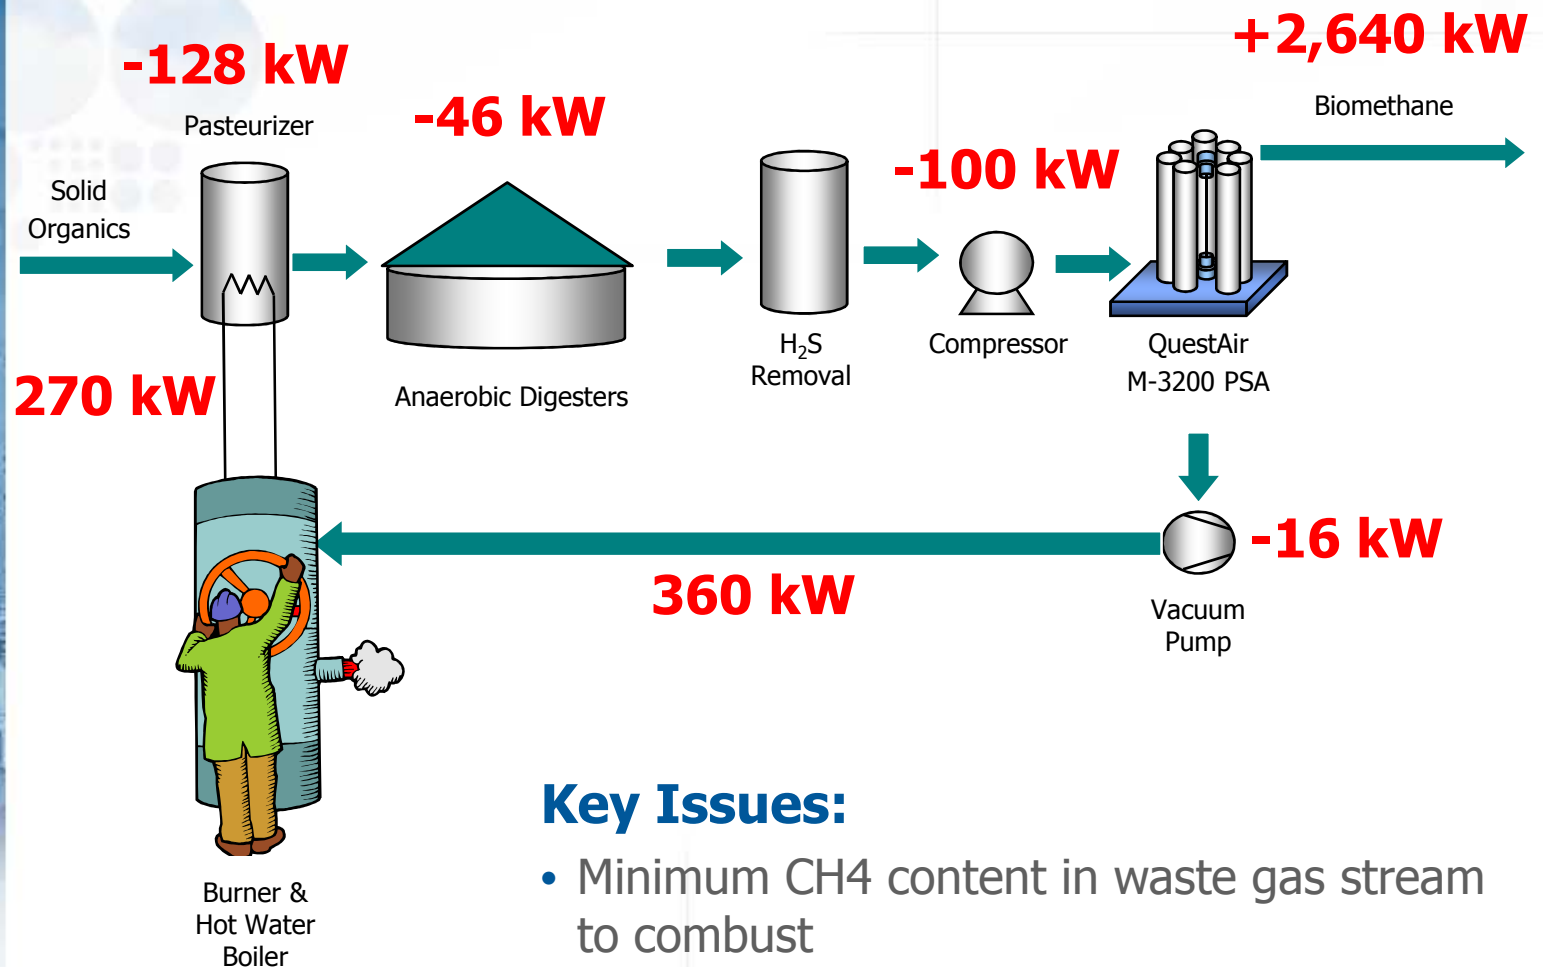 +2,640 kW
-128 kW
Pasteurizer
-46 kW
Biomethane
-100 kW
Solid
Organics
H₂S
Removal
Compressor
QuestAir
M-3200 PSA
270 kW
Anaerobic Digesters
-16 kW
360 kW
Vacuum
Pump
Burner &
Hot Water
Boiler
Key Issues:
• Minimum CH4 content in waste gas stream
to combust